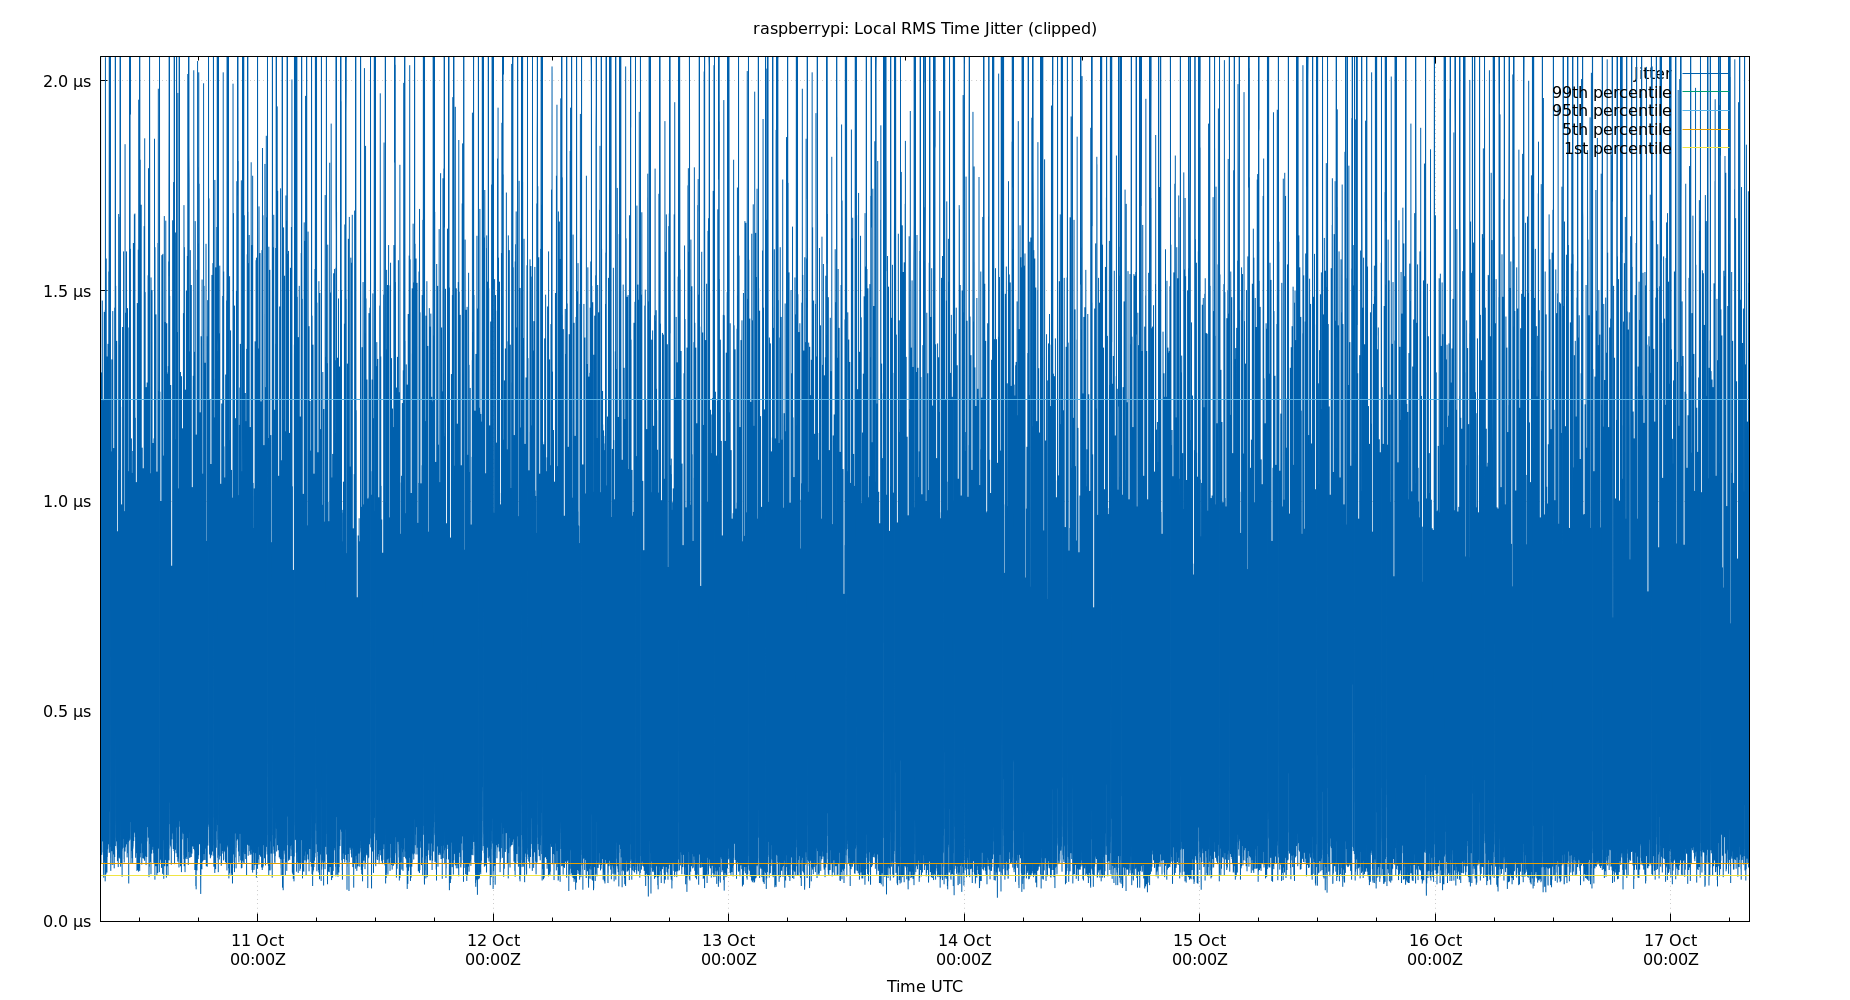 raspberrypi: Local RMS Time Jitter (clipped)
2.0 µs
1.5 µs
1.0 µs
0.5 µs
0.0 µs
Jitter
99th percentile
95th percentile
5th percentile
1st percentile
11 Oct
00:00Z
12 Oct
00:00Z
13 Oct
00:00Z
14 Oct
00:00Z
15 Oct
00:00Z
16 Oct
00:00Z
17 Oct
00:00Z
Time UTC